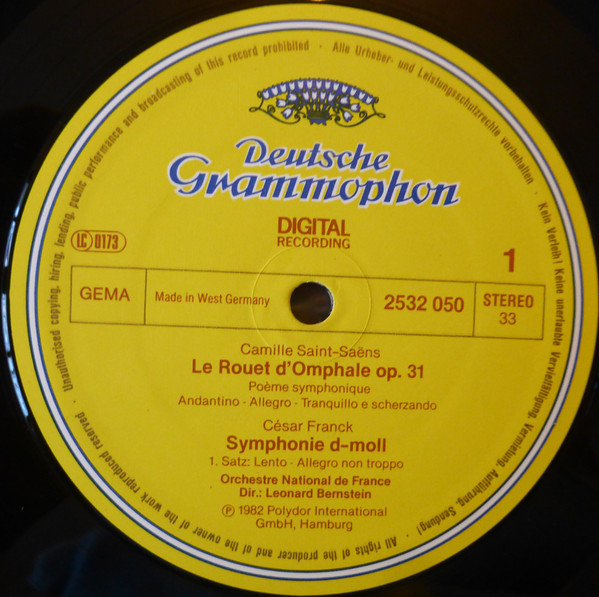 Unauthorised copying, hiring, lending, public performance and broadcasting of this record prohibited · Alle Urheber- und Leistungsschutzrechte vorbehalten · Kein Verleih! Keine unerlaubte Vervielfältigung, Vermietung, Aufführung, Sendung! · All rights of the producer and of the owner of the work reproduced reserved ·
Deutsche
Grammophon
DIGITAL
RECORDING
LC 0173
1
GEMA
Made in West Germany
2532 050
STEREO
33
Camille Saint-Saëns
Le Rouet d'Omphale op. 31
Poème symphonique
Andantino · Allegro · Tranquillo e scherzando
César Franck
Symphonie d-moll
1. Satz: Lento · Allegro non troppo
Orchestre National de France
Dir.: Leonard Bernstein
℗ 1982 Polydor International
GmbH, Hamburg